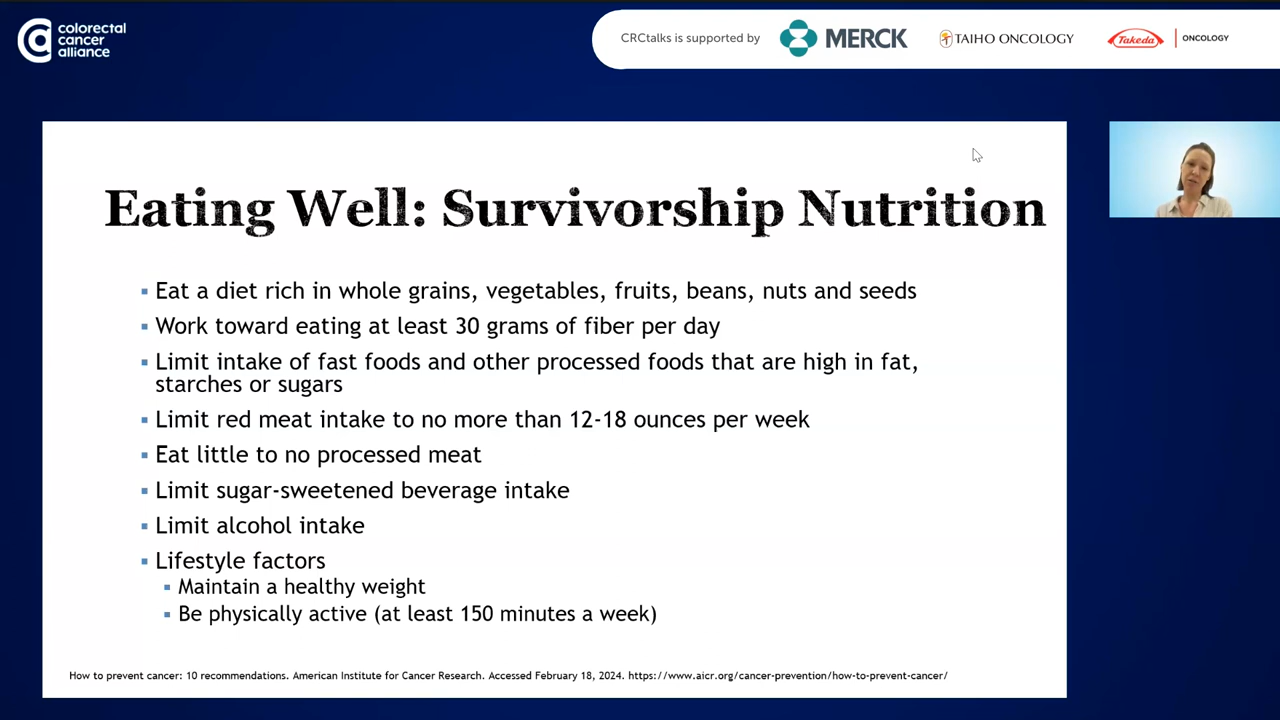 colorectal
cancer
alliance
CRCtalks is supported by
MERCK
TAIHO ONCOLOGY
Takeda
ONCOLOGY
Eating Well: Survivorship Nutrition
▪ Eat a diet rich in whole grains, vegetables, fruits, beans, nuts and seeds
▪ Work toward eating at least 30 grams of fiber per day
▪ Limit intake of fast foods and other processed foods that are high in fat,
starches or sugars
▪ Limit red meat intake to no more than 12-18 ounces per week
▪ Eat little to no processed meat
▪ Limit sugar-sweetened beverage intake
▪ Limit alcohol intake
▪ Lifestyle factors
▪ Maintain a healthy weight
▪ Be physically active (at least 150 minutes a week)
How to prevent cancer: 10 recommendations. American Institute for Cancer Research. Accessed February 18, 2024. https://www.aicr.org/cancer-prevention/how-to-prevent-cancer/